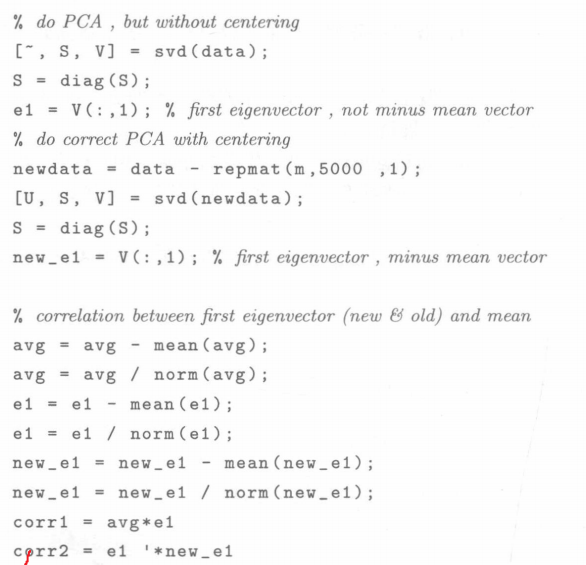 % do PCA , but without centering
[~, S, V] = svd(data);
S = diag(S);
e1 = V(:,1); % first eigenvector , not minus mean vector
% do correct PCA with centering
newdata = data - repmat(m,5000 ,1);
[U, S, V] = svd(newdata);
S = diag(S);
new_e1 = V(:,1); % first eigenvector , minus mean vector
% correlation between first eigenvector (new & old) and mean
avg = avg - mean(avg);
avg = avg / norm(avg);
e1 = e1 - mean(e1);
e1 = e1 / norm(e1);
new_e1 = new_e1 - mean(new_e1);
new_e1 = new_e1 / norm(new_e1);
corr1 = avg*e1
corr2 = e1 '*new_e1